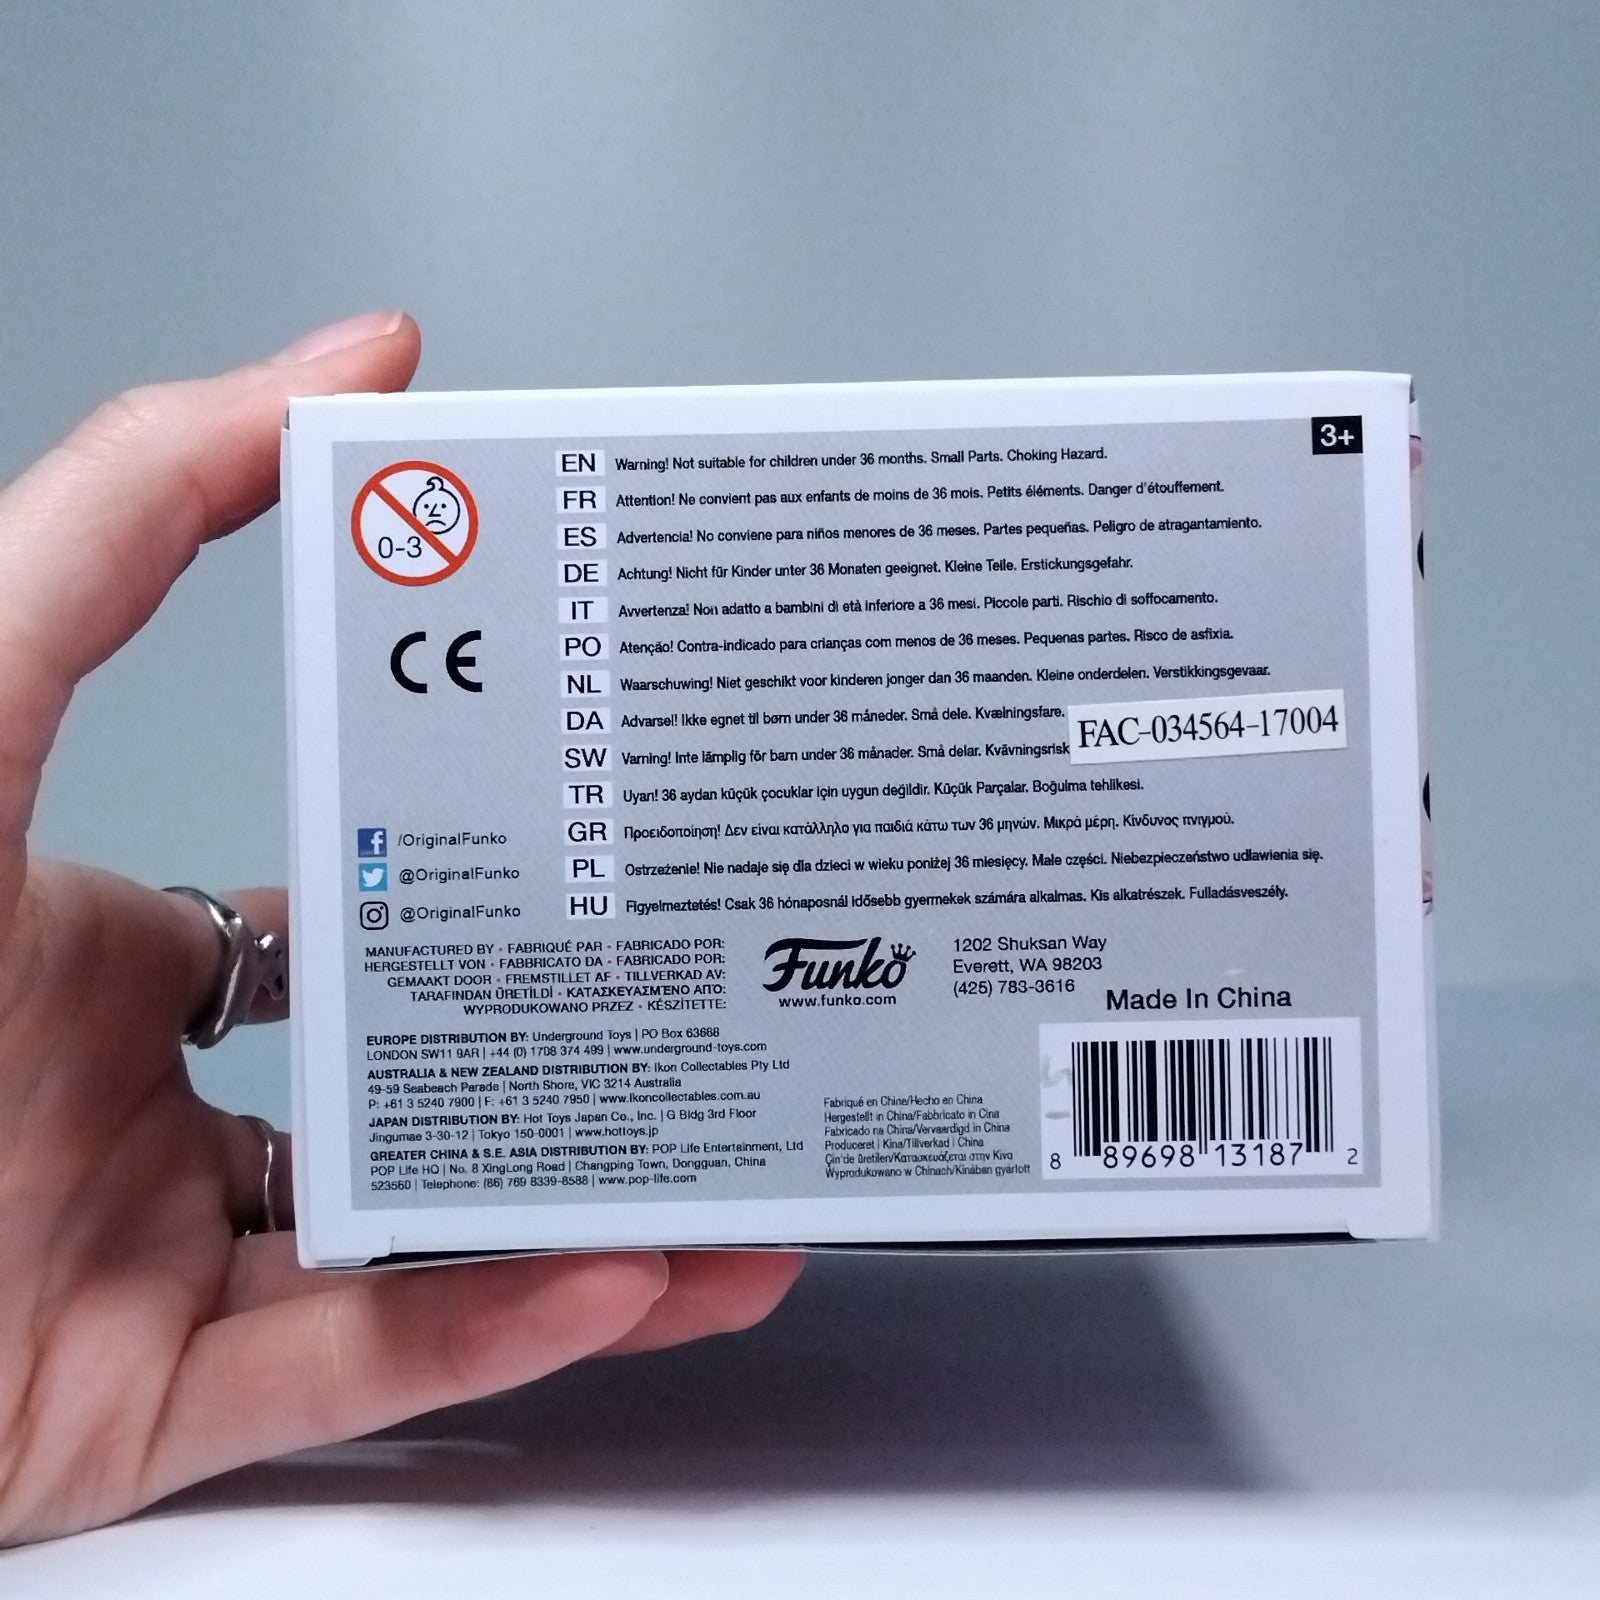 3+
0-3
CE
EN Warning! Not suitable for children under 36 months. Small Parts. Choking Hazard.
FR Attention! Ne convient pas aux enfants de moins de 36 mois. Petits éléments. Danger d'étouffement.
ES Advertencia! No conviene para niños menores de 36 meses. Partes pequeñas. Peligro de atragantamiento.
DE Achtung! Nicht für Kinder unter 36 Monaten geeignet. Kleine Teile. Erstickungsgefahr.
IT Avvertenza! Non adatto a bambini di età inferiore a 36 mesi. Piccole parti. Rischio di soffocamento.
PO Atenção! Contra-indicado para crianças com menos de 36 meses. Pequenas partes. Risco de asfixia.
NL Waarschuwing! Niet geschikt voor kinderen jonger dan 36 maanden. Kleine onderdelen. Verstikkingsgevaar.
DA Advarsel! Ikke egnet til børn under 36 måneder. Små dele. Kvælningsfare.
SW Varning! Inte lämplig för barn under 36 månader. Små delar. Kvävningsrisk
FAC-034564-17004
TR Uyarı! 36 aydan küçük çocuklar için uygun değildir. Küçük Parçalar. Boğulma tehlikesi.
GR Προειδοποίηση! Δεν είναι κατάλληλο για παιδιά κάτω των 36 μηνών. Μικρά μέρη. Κίνδυνος πνιγμού.
PL Ostrzeżenie! Nie nadaje się dla dzieci w wieku poniżej 36 miesięcy. Małe części. Niebezpieczeństwo udławienia się.
HU Figyelmeztetés! Csak 36 hónaposnál idősebb gyermekek számára alkalmas. Kis alkatrészek. Fulladásveszély.
/OriginalFunko
@OriginalFunko
@OriginalFunko
MANUFACTURED BY • FABRIQUÉ PAR • FABRICADO POR:
HERGESTELLT VON • FABBRICATO DA • FABRICADO POR:
GEMAAKT DOOR • FREMSTILLET AF • TILLVERKAD AV:
TARAFINDAN ÜRETİLDİ • ΚΑΤΑΣΚΕΥΑΣΜΈΝΟ ΑΠΌ:
WYPRODUKOWANO PRZEZ • KÉSZÍTETTE:
Funko
www.funko.com
1202 Shuksan Way
Everett, WA 98203
(425) 783-3616
Made In China
EUROPE DISTRIBUTION BY: Underground Toys | PO Box 63668
LONDON SW11 9AR | +44 (0) 1708 374 499 | www.underground-toys.com
AUSTRALIA & NEW ZEALAND DISTRIBUTION BY: Ikon Collectables Pty Ltd
49-59 Seabeach Parade | North Shore, VIC 3214 Australia
P: +61 3 5240 7900 | F: +61 3 5240 7950 | www.ikoncollectables.com.au
JAPAN DISTRIBUTION BY: Hot Toys Japan Co., Inc. | G Bldg 3rd Floor
Jingumae 3-30-12 | Tokyo 150-0001 | www.hottoys.jp
GREATER CHINA & S.E. ASIA DISTRIBUTION BY: POP Life Entertainment, Ltd
POP Life HQ | No. 8 XingLong Road | Changping Town, Dongguan, China
523560 | Telephone: (86) 769 8339-8588 | www.pop-life.com
Fabriqué en Chine/Hecho en China
Hergestellt in China/Fabbricato in Cina
Fabricado na China/Vervaardigd in China
Produceret i Kina/Tillverkad i China
Çin'de üretilen/Κατασκευάζεται στην Κίνα
Wyprodukowano w Chinach/Kínában gyártott
8 89698 13187 2